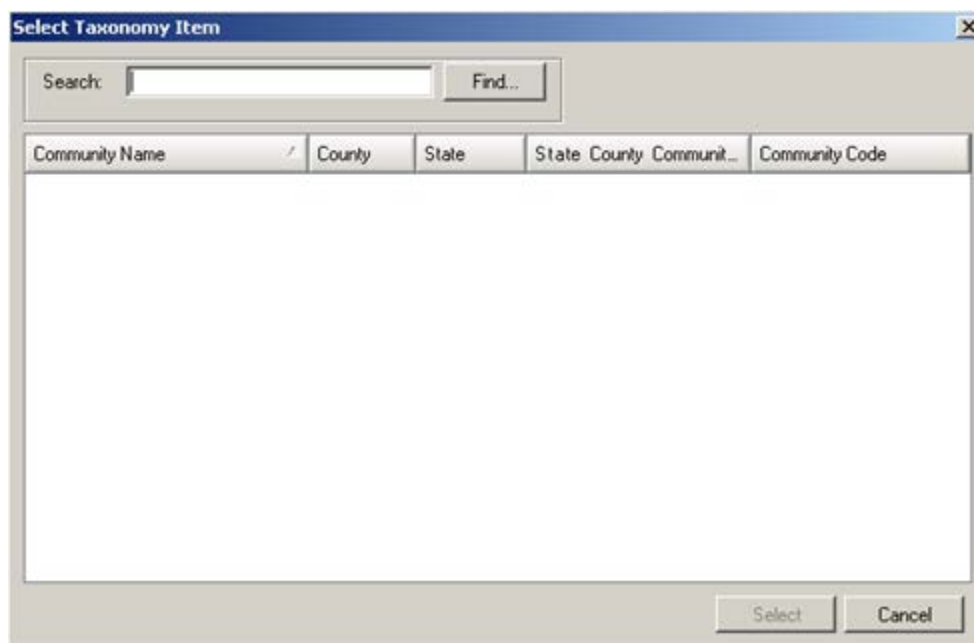 Select Taxonomy Item
Search: Find...
Community Name County State State County Communit... Community Code
Select Cancel